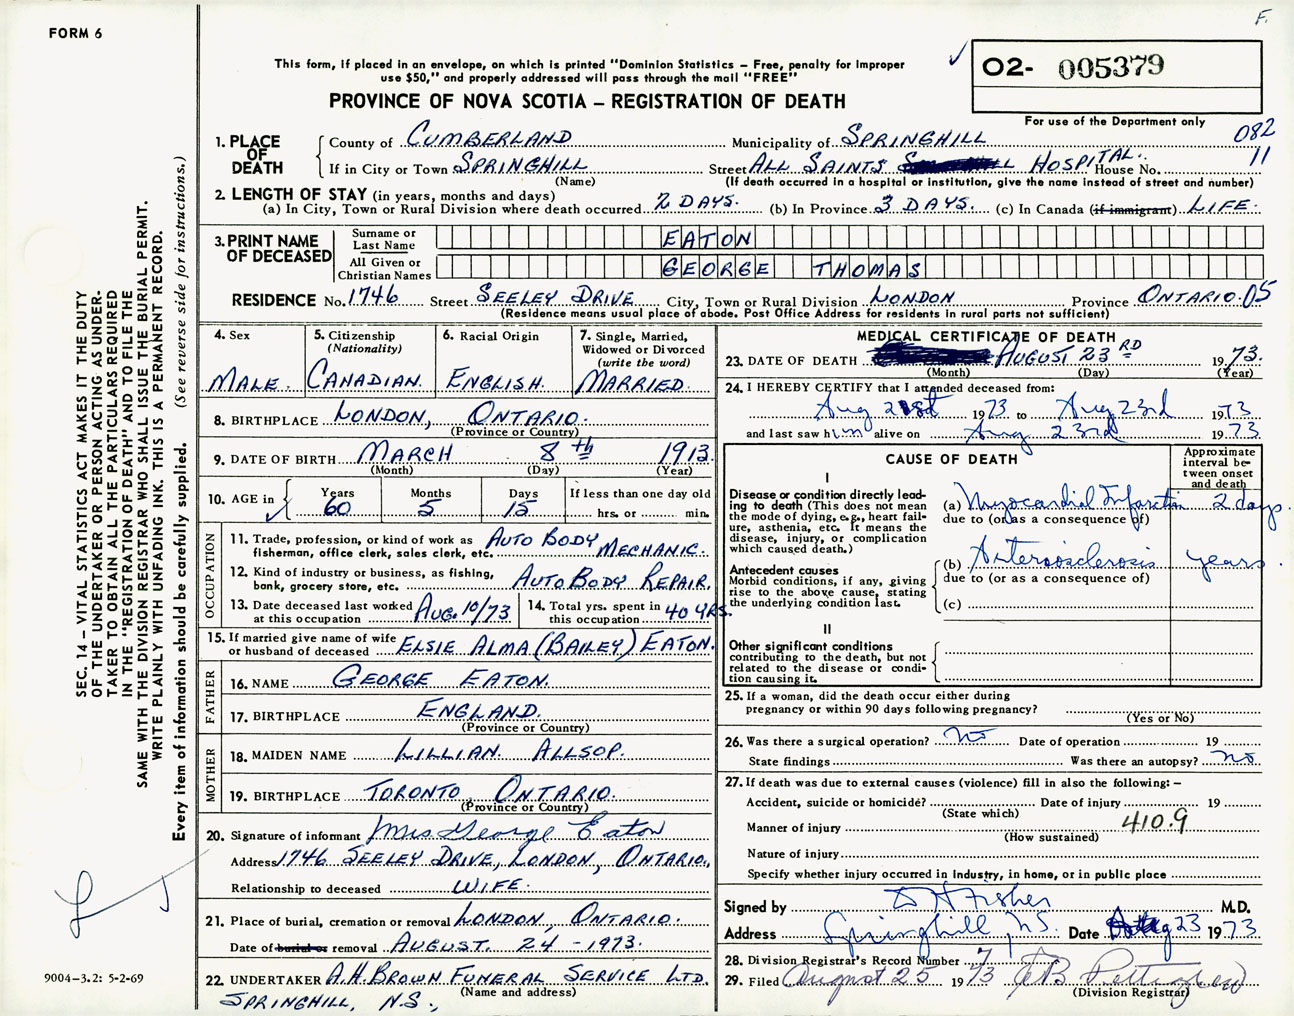 F.
FORM 6
This form, if placed in an envelope, on which is printed "Dominion Statistics – Free, penalty for improper
use $50," and properly addressed will pass through the mail "FREE"
PROVINCE OF NOVA SCOTIA – REGISTRATION OF DEATH
O2- 005379
For use of the Department only
082
11
1. PLACE OF DEATH County of CUMBERLAND Municipality of SPRINGHILL
If in City or Town SPRINGHILL Street ALL SAINTS HOSPITAL. House No.
(Name) (If death occurred in a hospital or institution, give the name instead of street and number)
2. LENGTH OF STAY (in years, months and days)
(a) In City, Town or Rural Division where death occurred 2 DAYS. (b) In Province 3 DAYS. (c) In Canada (if immigrant) LIFE.
3. PRINT NAME OF DECEASED
Surname or Last Name EATON
All Given or Christian Names GEORGE THOMAS
RESIDENCE No. 1746 Street SEELEY DRIVE City, Town or Rural Division LONDON Province ONTARIO 05
(Residence means usual place of abode. Post Office Address for residents in rural parts not sufficient)
4. Sex MALE.
5. Citizenship (Nationality) CANADIAN.
6. Racial Origin ENGLISH.
7. Single, Married, Widowed or Divorced (write the word) MARRIED.
8. BIRTHPLACE LONDON, ONTARIO.
(Province or Country)
9. DATE OF BIRTH MARCH 8th 1913.
(Month) (Day) (Year)
10. AGE in Years 60 Months 5 Days 15 If less than one day old
hrs. or min.
OCCUPATION
11. Trade, profession, or kind of work as
fisherman, office clerk, sales clerk, etc. AUTO BODY MECHANIC.
12. Kind of industry or business, as fishing,
bank, grocery store, etc. AUTO BODY REPAIR.
13. Date deceased last worked
at this occupation AUG. 10/73
14. Total yrs. spent in
this occupation 40 YRS.
15. If married give name of wife
or husband of deceased ELSIE ALMA (BAILEY) EATON.
FATHER
16. NAME GEORGE EATON.
17. BIRTHPLACE ENGLAND.
(Province or Country)
MOTHER
18. MAIDEN NAME LILLIAN ALLSOP.
19. BIRTHPLACE TORONTO ONTARIO.
(Province or Country)
20. Signature of informant Mrs George Eaton
Address 1746 SEELEY DRIVE, LONDON, ONTARIO.
Relationship to deceased WIFE.
21. Place of burial, cremation or removal LONDON, ONTARIO.
Date of burial or removal AUGUST 24 - 1973.
22. UNDERTAKER A.H. BROWN FUNERAL SERVICE LTD.
(Name and address)
SPRINGHILL, N.S.,
MEDICAL CERTIFICATE OF DEATH
23. DATE OF DEATH AUGUST 23RD 1973.
(Month) (Day) (Year)
24. I HEREBY CERTIFY that I attended deceased from:
Aug 21st 1973 to Aug 23rd 1973
and last saw him alive on Aug 23rd 1973
CAUSE OF DEATH
Approximate interval between onset and death
I
Disease or condition directly leading
to death (This does not mean
the mode of dying, e.g., heart failure,
asthenia, etc. It means the
disease, injury, or complication
which caused death.)
(a) Myocardial Infarction 2 days.
due to (or as a consequence of)
(b) Arteriosclerosis years.
due to (or as a consequence of)
(c)
Antecedent causes
Morbid conditions, if any, giving
rise to the above cause, stating
the underlying condition last.
II
Other significant conditions
contributing to the death, but not
related to the disease or condition
causing it.
25. If a woman, did the death occur either during
pregnancy or within 90 days following pregnancy?
(Yes or No)
26. Was there a surgical operation? no Date of operation 19
State findings Was there an autopsy? no.
27. If death was due to external causes (violence) fill in also the following: –
Accident, suicide or homicide? Date of injury 19
(State which)
Manner of injury 410.9
(How sustained)
Nature of injury
Specify whether injury occurred in industry, in home, or in public place
Signed by D H Fisher M.D.
Address Springhill, N.S. Date Aug 23 1973
28. Division Registrar's Record Number 7
29. Filed August 25 1973
(Division Registrar)
SEC. 14 – VITAL STATISTICS ACT MAKES IT THE DUTY
OF THE UNDERTAKER OR PERSON ACTING AS UNDERTAKER
TO OBTAIN ALL THE PARTICULARS REQUIRED
IN THE "REGISTRATION OF DEATH" AND TO FILE THE
SAME WITH THE DIVISION REGISTRAR WHO SHALL ISSUE THE BURIAL PERMIT.
WRITE PLAINLY WITH UNFADING INK. THIS IS A PERMANENT RECORD.
Every item of information should be carefully supplied. (See reverse side for instructions.)
9004-3.2: 5-2-69